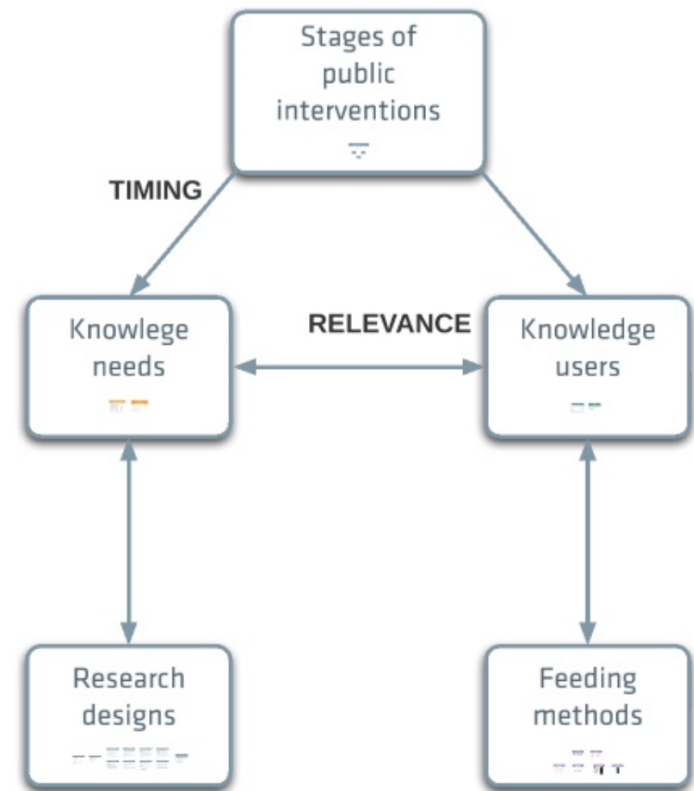 Stages of
public
interventions
TIMING
Knowlege
needs
RELEVANCE
Knowledge
users
Research
designs
Feeding
methods